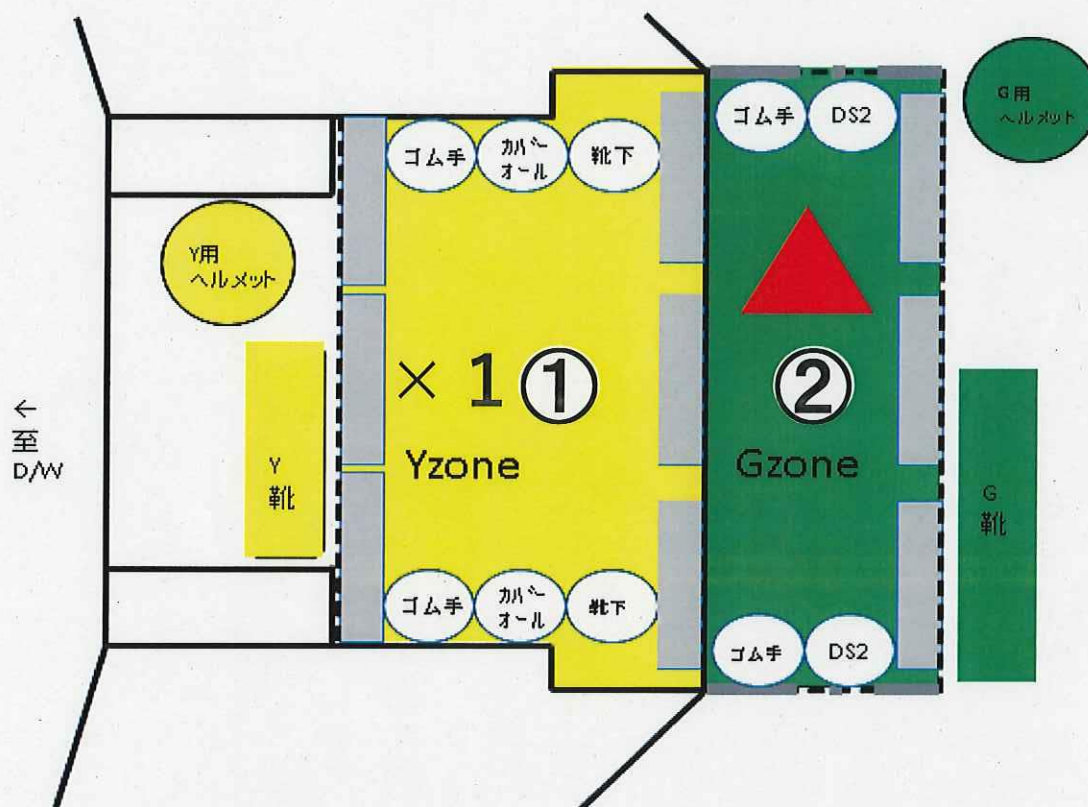 ゴム手
DS2
G用
ヘルメット
ゴム手
カバー
オール
靴下
Y用
ヘルメット
× 1 ①
②
←
至
D/W
Y
靴
Yzone
Gzone
G
靴
ゴム手
カバー
オール
靴下
ゴム手
DS2